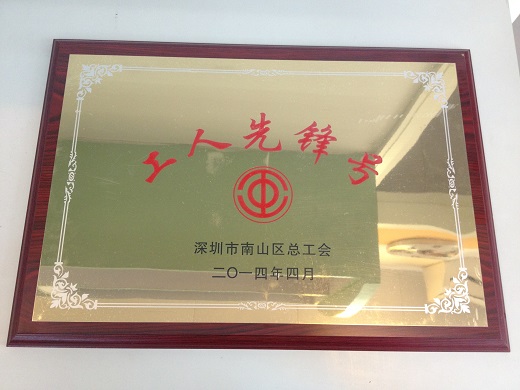 工人先锋号
深圳市南山区总工会
二〇一四年四月